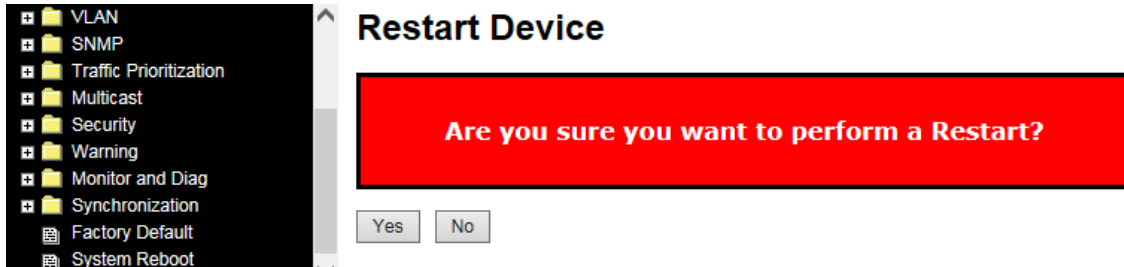 VLAN
SNMP
Traffic Prioritization
Multicast
Security
Warning
Monitor and Diag
Synchronization
Factory Default
System Reboot
Restart Device
Are you sure you want to perform a Restart?
Yes No